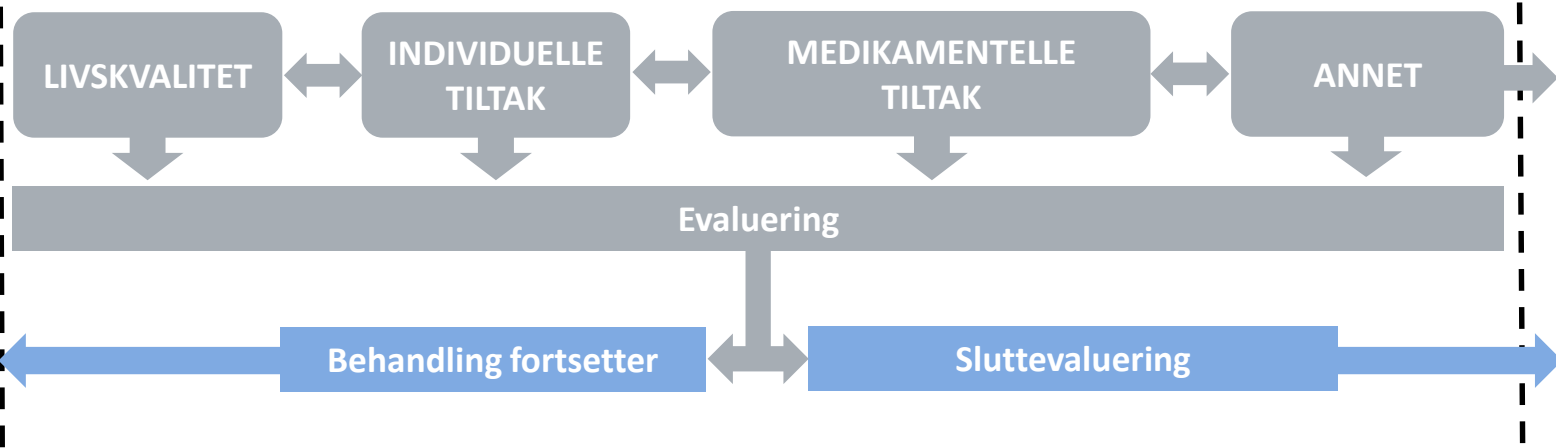 LIVSKVALITET
INDIVIDUELLE
TILTAK
MEDIKAMENTELLE
TILTAK
ANNET
Evaluering
Behandling fortsetter
Sluttevaluering